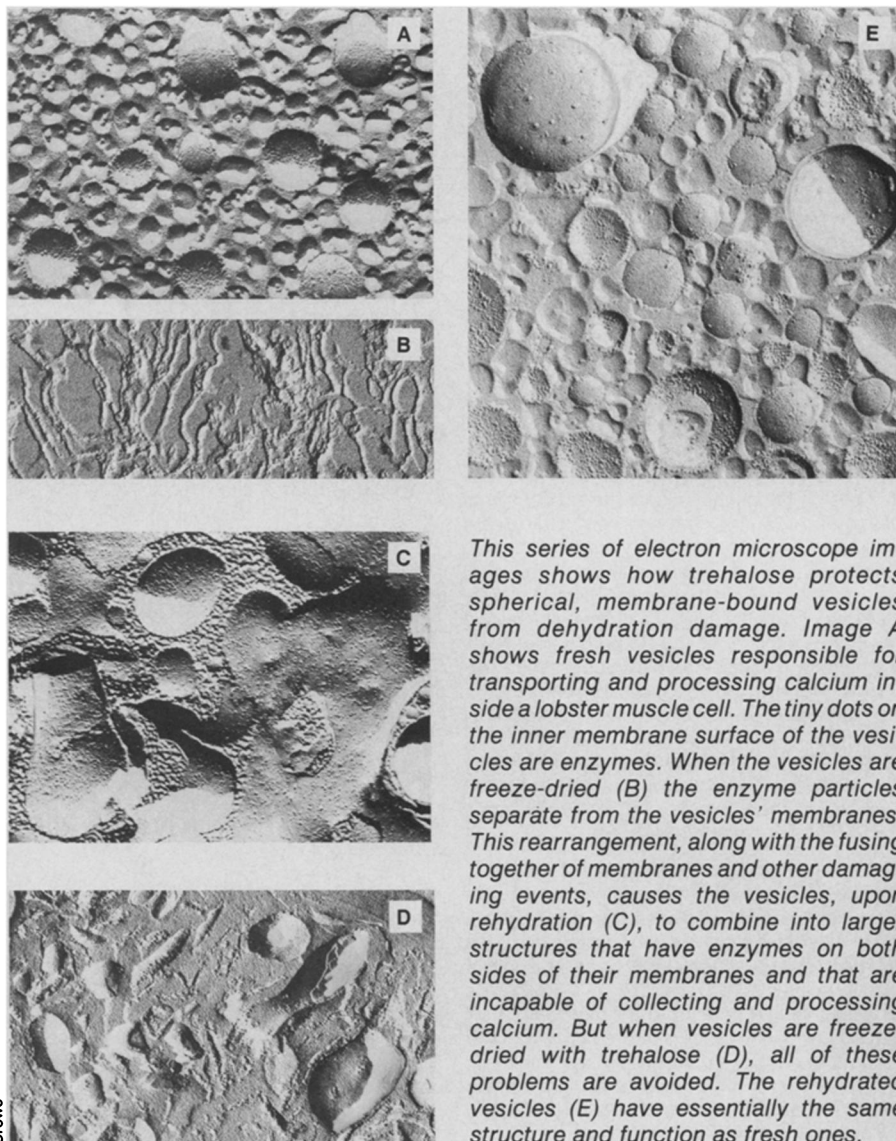 A
E
B
C
D
This series of electron microscope im
ages shows how trehalose protects
spherical, membrane-bound vesicles
from dehydration damage. Image A
shows fresh vesicles responsible fo
transporting and processing calcium in
side a lobster muscle cell. The tiny dots on
the inner membrane surface of the vesi
cles are enzymes. When the vesicles are
freeze-dried (B) the enzyme particles
separate from the vesicles' membranes
This rearrangement, along with the fusing
together of membranes and other damag
ing events, causes the vesicles, upon
rehydration (C), to combine into large
structures that have enzymes on both
sides of their membranes and that are
incapable of collecting and processing
calcium. But when vesicles are freeze
dried with trehalose (D), all of these
problems are avoided. The rehydrated
vesicles (E) have essentially the same
structure and function as fresh ones.